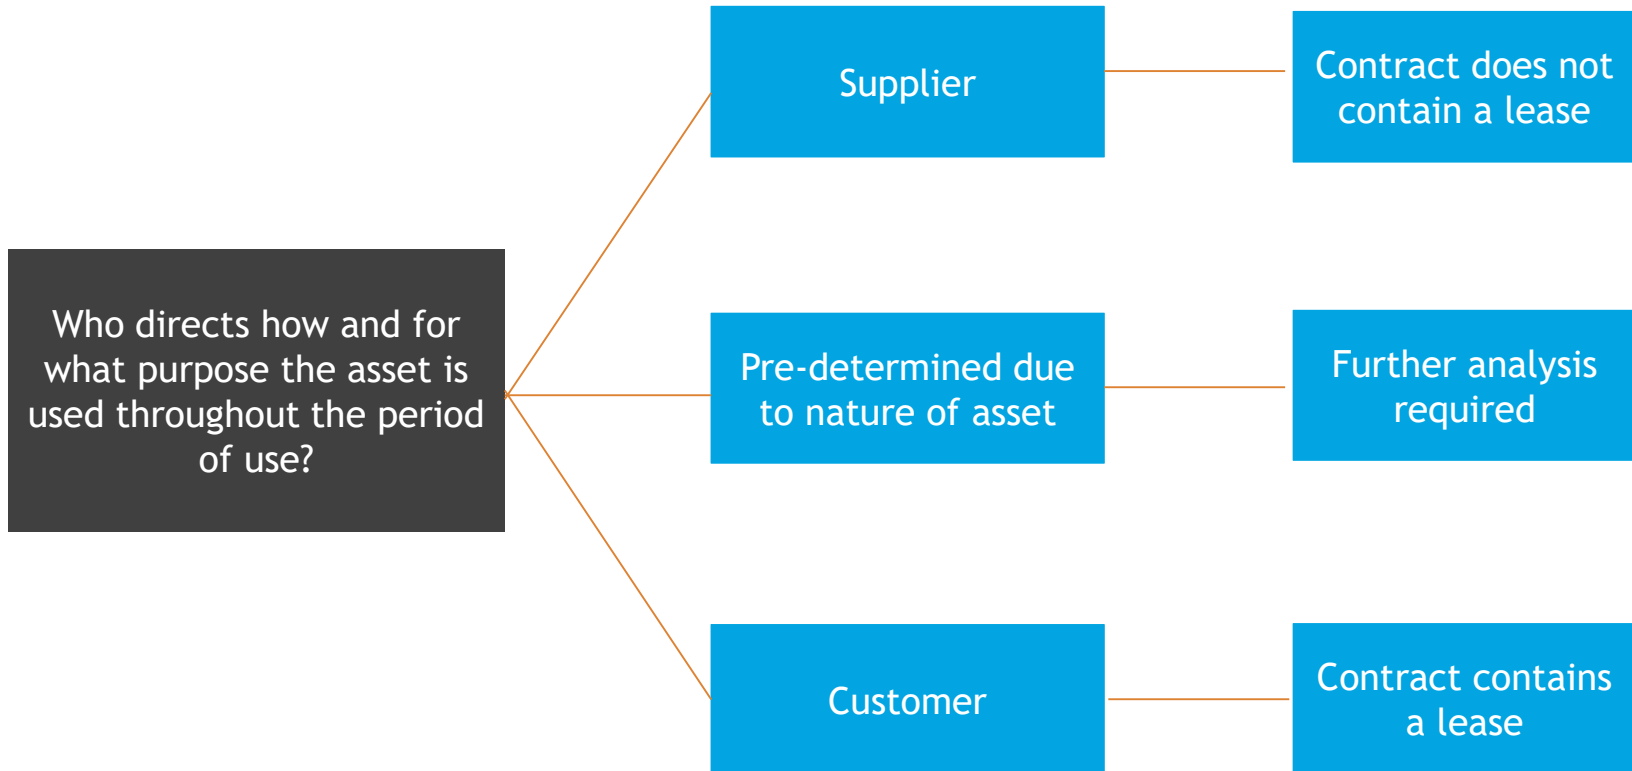 Who directs how and for
what purpose the asset is
used throughout the period
of use?
Supplier
Contract does not
contain a lease
Pre-determined due
to nature of asset
Further analysis
required
Customer
Contract contains
a lease